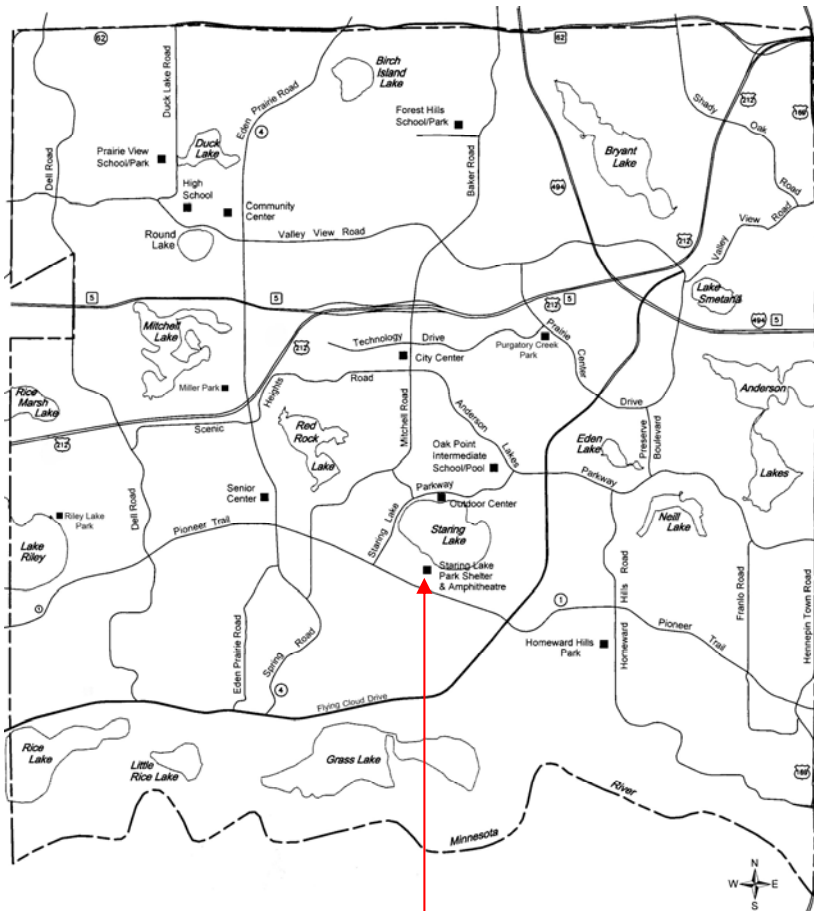 62
62
Duck Lake Road
Eden Prairie Road
Birch
Island
Lake
212
Shady
Oak
Road
212
169
Forest Hills
School/Park
4
Dell Road
Prairie View
School/Park
Duck
Lake
Baker Road
Bryant
Lake
494
High
School
Community
Center
Round
Lake
Valley View Road
Valley
View
Road
212
5
5
212
5
Lake
Smetana
494
5
Mitchell
Lake
212
Technology Drive
City Center
Purgatory Creek
Park
Prairie
Center
Drive
Miller Park
Heights
Road
Scenic
Mitchell Road
Anderson
Lakes
Parkway
Rice
Marsh
Lake
212
Red
Rock
Lake
Oak Point
Intermediate
School/Pool
Eden
Lake
Preserve
Boulevard
Anderson
Lakes
Senior
Center
Parkway
Outdoor Center
Staring Lake
Staring
Lake
Neill
Lake
Riley Lake
Park
Dell Road
Pioneer Trail
Lake
Riley
1
Staring Lake
Park Shelter
& Amphitheatre
1
Homeward Hills Road
Franlo Road
Hennepin Town Road
Pioneer
Trail
Homeward Hills
Park
Eden Prairie Road
Spring Road
4
Flying Cloud Drive
Rice
Lake
Little
Rice Lake
Grass Lake
169
Minnesota
River
N
W
E
S